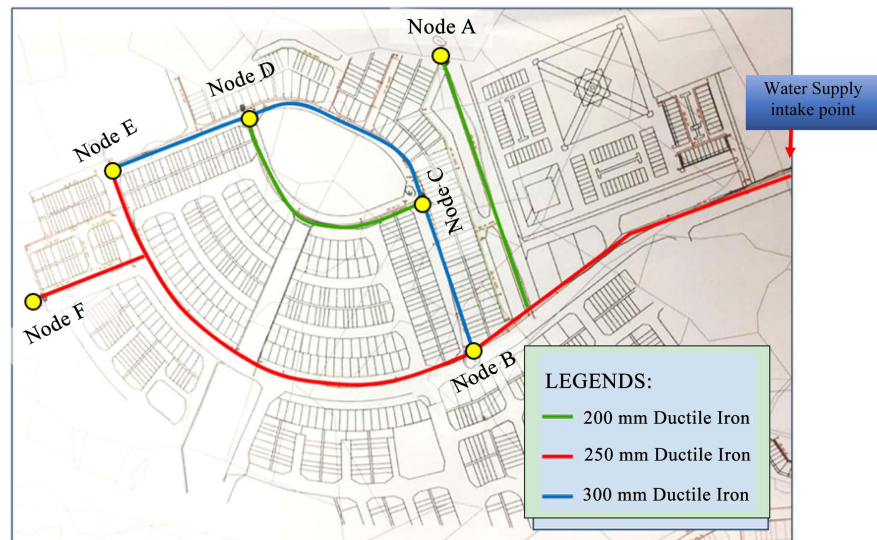 Node A
Node D
Water Supply
intake point
Node E
Node C
Node F
Node B
LEGENDS:
200 mm Ductile Iron
250 mm Ductile Iron
300 mm Ductile Iron